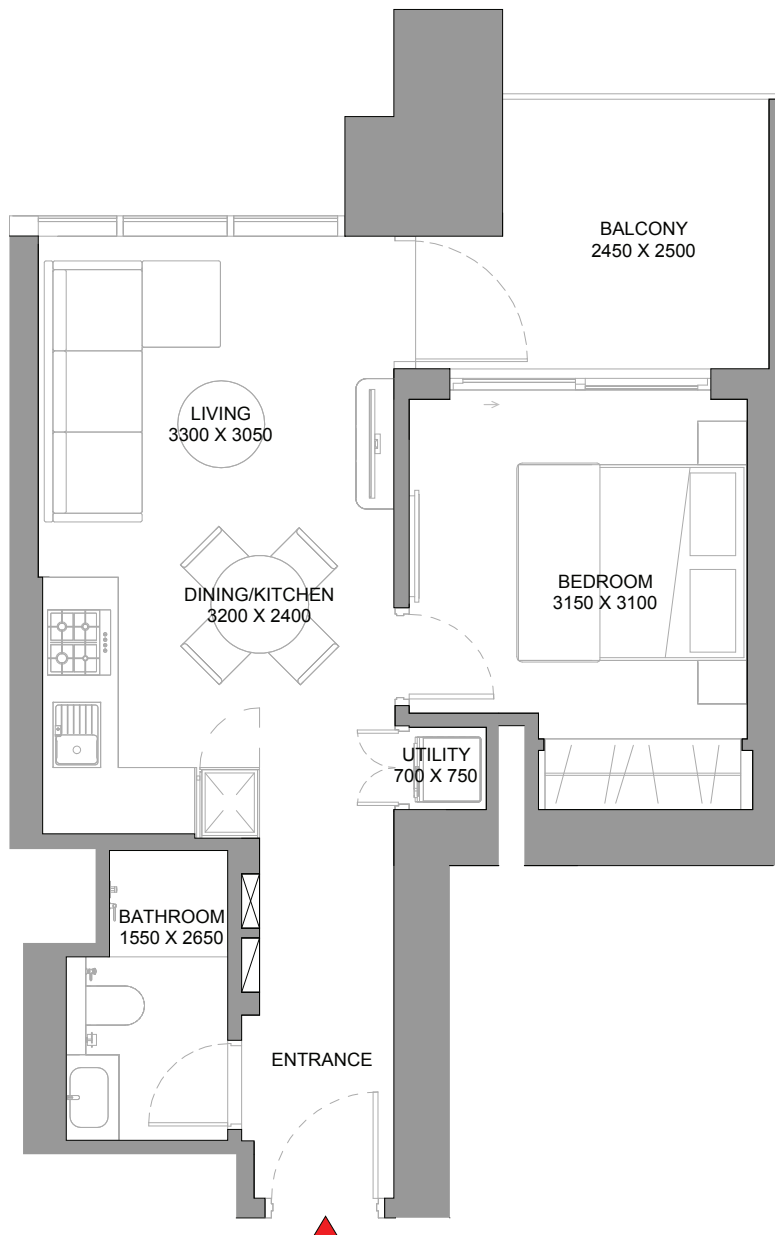 BALCONY
2450 X 2500
LIVING
3300 X 3050
DINING/KITCHEN
3200 X 2400
BEDROOM
3150 X 3100
UTILITY
700 X 750
BATHROOM
1550 X 2650
ENTRANCE